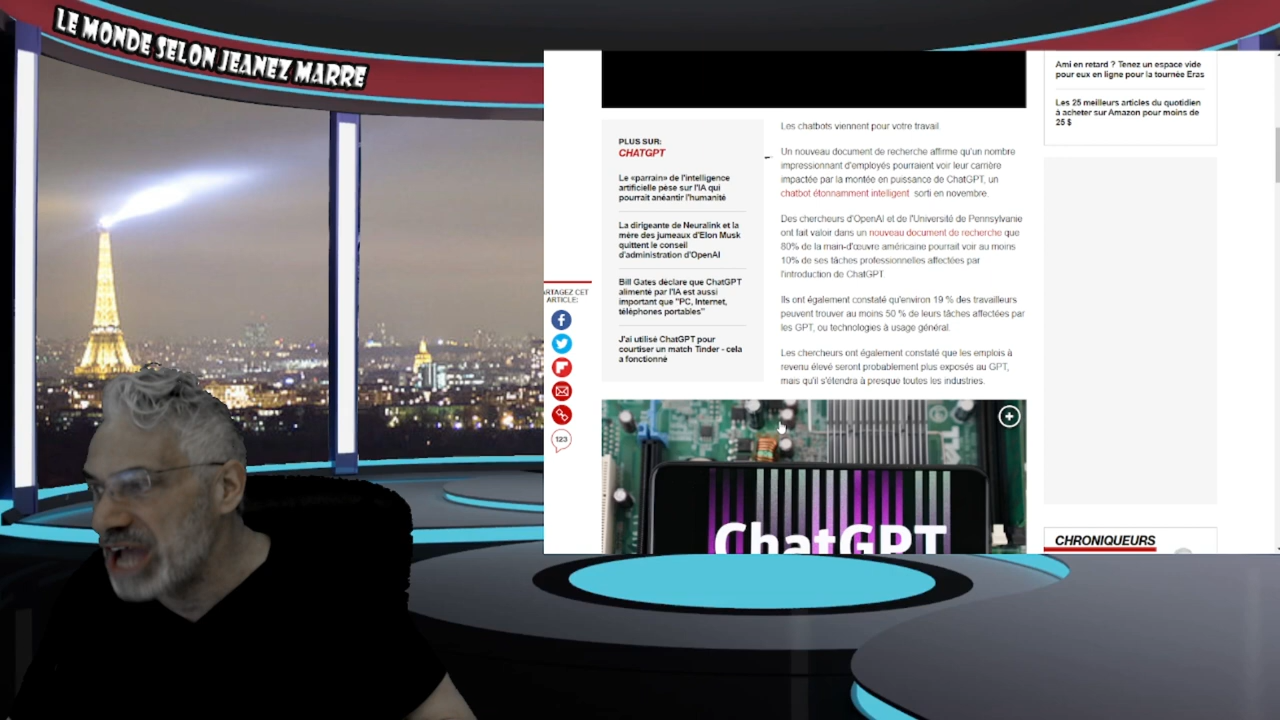 LE MONDE SELON JEANEZ MARRE
Ami en retard ? Tenez un espace vide
pour eux en ligne pour la tournée Eras
Les 25 meilleurs articles du quotidien
à acheter sur Amazon pour moins de
25 $
PLUS SUR:
CHATGPT
Le «parrain» de l'intelligence
artificielle pèse sur l'IA qui
pourrait anéantir l'humanité
La dirigeante de Neuralink et la
mère des jumeaux d'Elon Musk
quittent le conseil
d'administration d'OpenAI
Bill Gates déclare que ChatGPT
alimenté par l'IA est aussi
important que "PC, Internet,
téléphones portables"
J'ai utilisé ChatGPT pour
courtiser un match Tinder - cela
a fonctionné
Les chatbots viennent pour votre travail.
Un nouveau document de recherche affirme qu'un nombre
impressionnant d'employés pourraient voir leur carrière
impactée par la montée en puissance de ChatGPT, un
chatbot étonnamment intelligent sorti en novembre.
Des chercheurs d'OpenAI et de l'Université de Pennsylvanie
ont fait valoir dans un nouveau document de recherche que
80% de la main-d'œuvre américaine pourrait voir au moins
10% de ses tâches professionnelles affectées par
l'introduction de ChatGPT.
Ils ont également constaté qu'environ 19 % des travailleurs
peuvent trouver au moins 50 % de leurs tâches affectées par
les GPT, ou technologies à usage général.
Les chercheurs ont également constaté que les emplois à
revenu élevé seront probablement plus exposés au GPT,
mais qu'il s'étendra à presque toutes les industries.
RTAGEZ CET
ARTICLE:
123
ChatGPT
CHRONIQUEURS